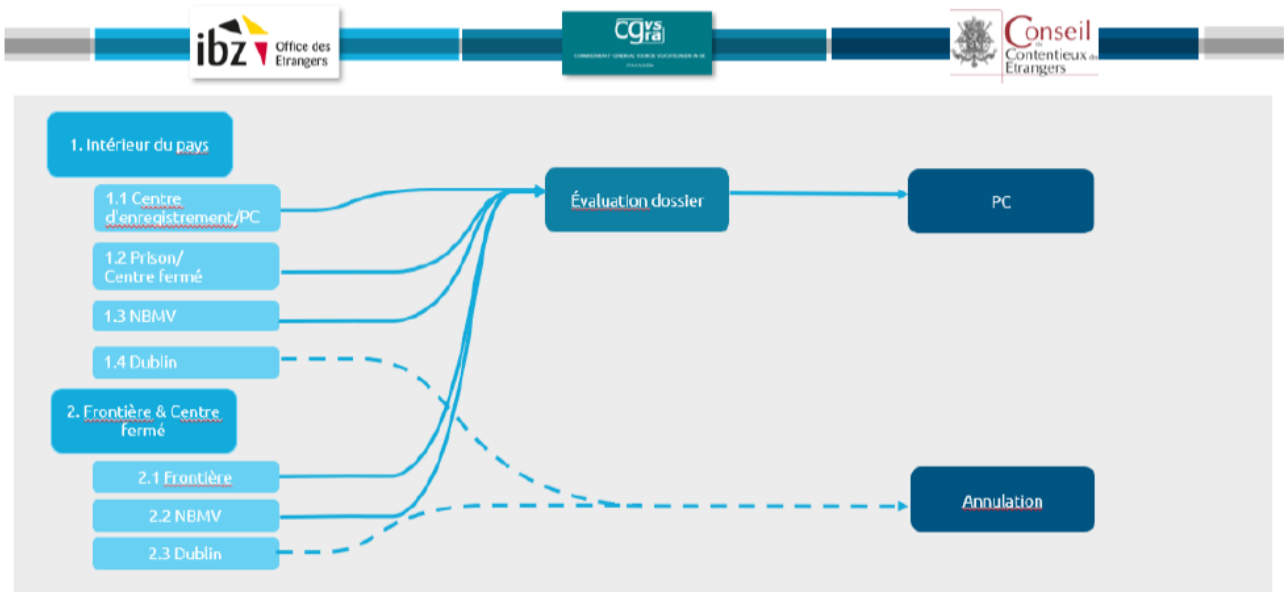 ibz Office des
Etrangers
CGVS
CGRA
Conseil
du
Contentieux des
Etrangers
1. Intérieur du pays
1.1 Centre
d'enregistrement/PC
1.2 Prison/
Centre fermé
1.3 NBMV
1.4 Dublin
2. Frontière & Centre
fermé
2.1 Frontière
2.2 NBMV
2.3 Dublin
Évaluation dossier
PC
Annulation